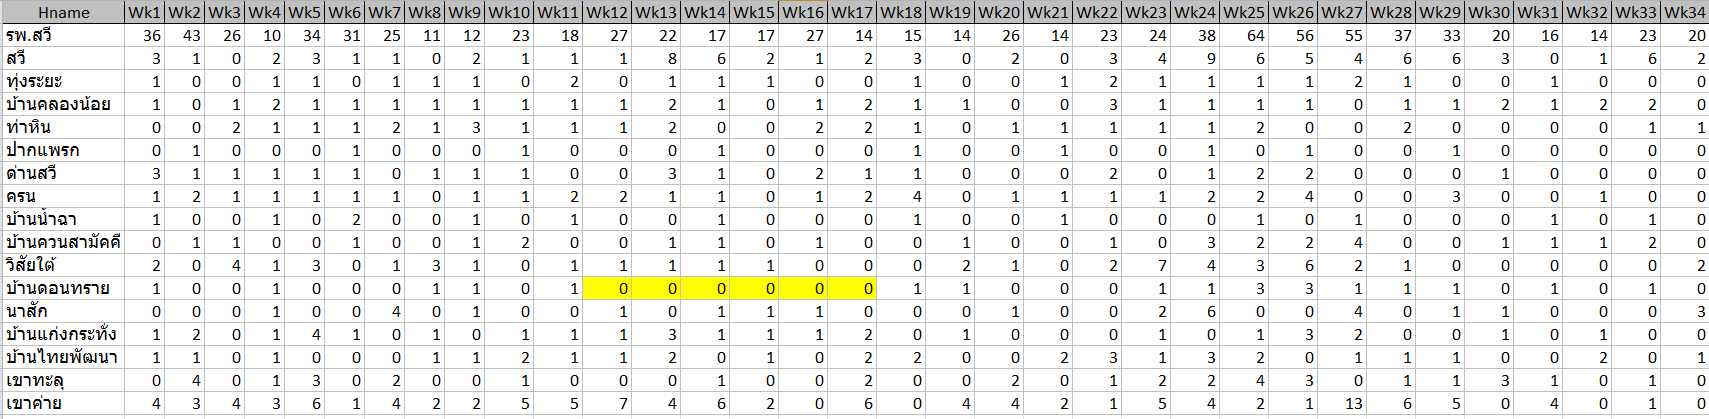 Hname Wk1 Wk2 Wk3 Wk4 Wk5 Wk6 Wk7 Wk8 Wk9 Wk10 Wk11 Wk12 Wk13 Wk14 Wk15 Wk16 Wk17 Wk18 Wk19 Wk20 Wk21 Wk22 Wk23 Wk24 Wk25 Wk26 Wk27 Wk28 Wk29 Wk30 Wk31 Wk32 Wk33 Wk34
รพ.สวี 36 43 26 10 34 31 25 11 12 23 18 27 22 17 17 27 14 15 14 26 14 23 24 38 64 56 55 37 33 20 16 14 23 20
สวี 3 1 0 2 3 1 1 0 2 1 1 1 8 6 2 1 2 3 0 2 0 3 4 9 6 5 4 6 6 3 0 1 6 2
ทุ่งระยะ 1 0 0 1 1 0 1 1 1 0 2 0 1 1 1 0 0 1 0 0 1 2 1 1 1 1 2 1 0 0 1 0 0 0
บ้านคลองน้อย 1 0 1 2 1 1 1 1 1 1 1 1 2 1 0 1 2 1 1 0 0 3 1 1 1 1 0 1 1 2 1 2 2 0
ท่าหิน 0 0 2 1 1 1 2 1 3 1 1 1 2 0 0 2 2 1 0 1 1 1 1 1 2 0 0 2 0 0 0 0 1 1
ปากแพรก 0 1 0 0 0 1 0 0 0 1 0 0 0 1 0 0 0 1 0 0 1 0 0 1 0 1 0 0 1 0 0 0 0 0
ด่านสวี 3 1 1 1 1 1 0 1 1 1 0 0 3 1 0 2 1 1 0 0 0 2 0 1 2 2 0 0 0 1 0 0 0 0
ครน 1 2 1 1 1 1 1 0 1 1 2 2 1 1 0 1 2 4 0 1 1 1 1 2 2 4 0 0 3 0 0 1 0 0
บ้านน้ำฉา 1 0 0 1 0 2 0 0 1 0 1 0 0 1 0 0 0 1 0 0 1 0 0 0 1 0 1 0 0 0 1 0 1 0
บ้านควนสามัคคี 0 1 1 0 0 1 0 0 1 2 0 0 1 1 0 1 0 0 1 0 0 1 0 3 2 2 4 0 0 1 1 1 2 0
วิสัยใต้ 2 0 4 1 3 0 1 3 1 0 1 1 1 1 1 0 0 0 2 1 0 2 7 4 3 6 2 1 0 0 0 0 0 2
บ้านดอนทราย 1 0 0 1 0 0 0 1 1 0 1 0 0 0 0 0 0 1 1 0 0 0 1 1 3 3 1 1 1 0 1 0 1 0
นาสัก 0 0 0 1 0 0 4 0 1 0 0 1 0 1 1 1 0 0 0 1 0 0 2 6 0 0 4 0 1 1 0 0 0 3
บ้านแก่งกระทั่ง 1 2 0 1 4 1 0 1 0 1 1 1 3 1 1 1 2 0 1 0 0 0 0 1 0 1 3 2 0 0 1 0 1 0 0
บ้านไทยพัฒนา 1 1 0 1 0 0 0 1 1 2 1 1 2 0 1 0 2 2 0 0 2 3 1 3 2 0 1 1 1 0 0 2 0 1
เขาทะลุ 0 4 0 1 3 0 2 0 0 1 0 0 0 1 0 0 2 0 0 2 0 1 2 2 4 3 0 1 1 3 1 0 1 0
เขาค่าย 4 3 4 3 6 1 4 2 2 5 5 7 4 6 2 0 6 0 4 4 2 1 5 4 2 1 13 6 5 0 4 0 1 0